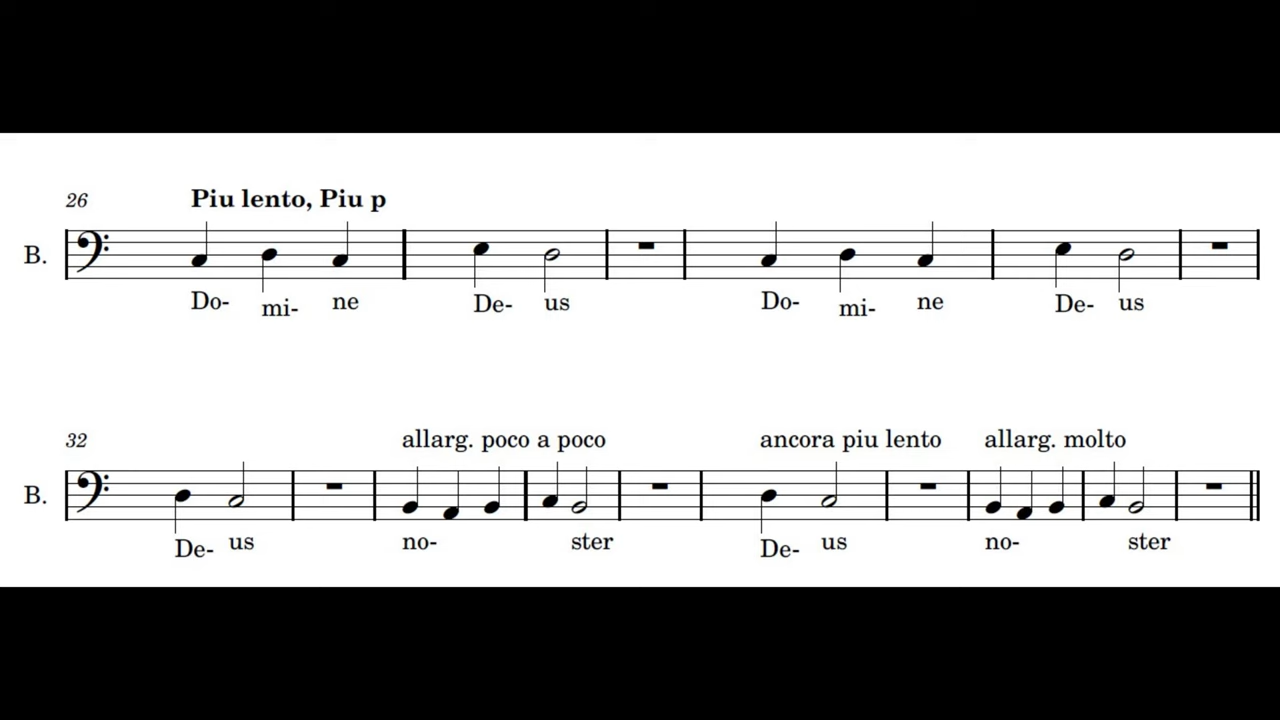 26
Piu lento, Piu p
B.
Do- mi- ne De- us Do- mi- ne De- us
32
allarg. poco a poco ancora piu lento allarg. molto
B.
De- us no- ster De- us no- ster